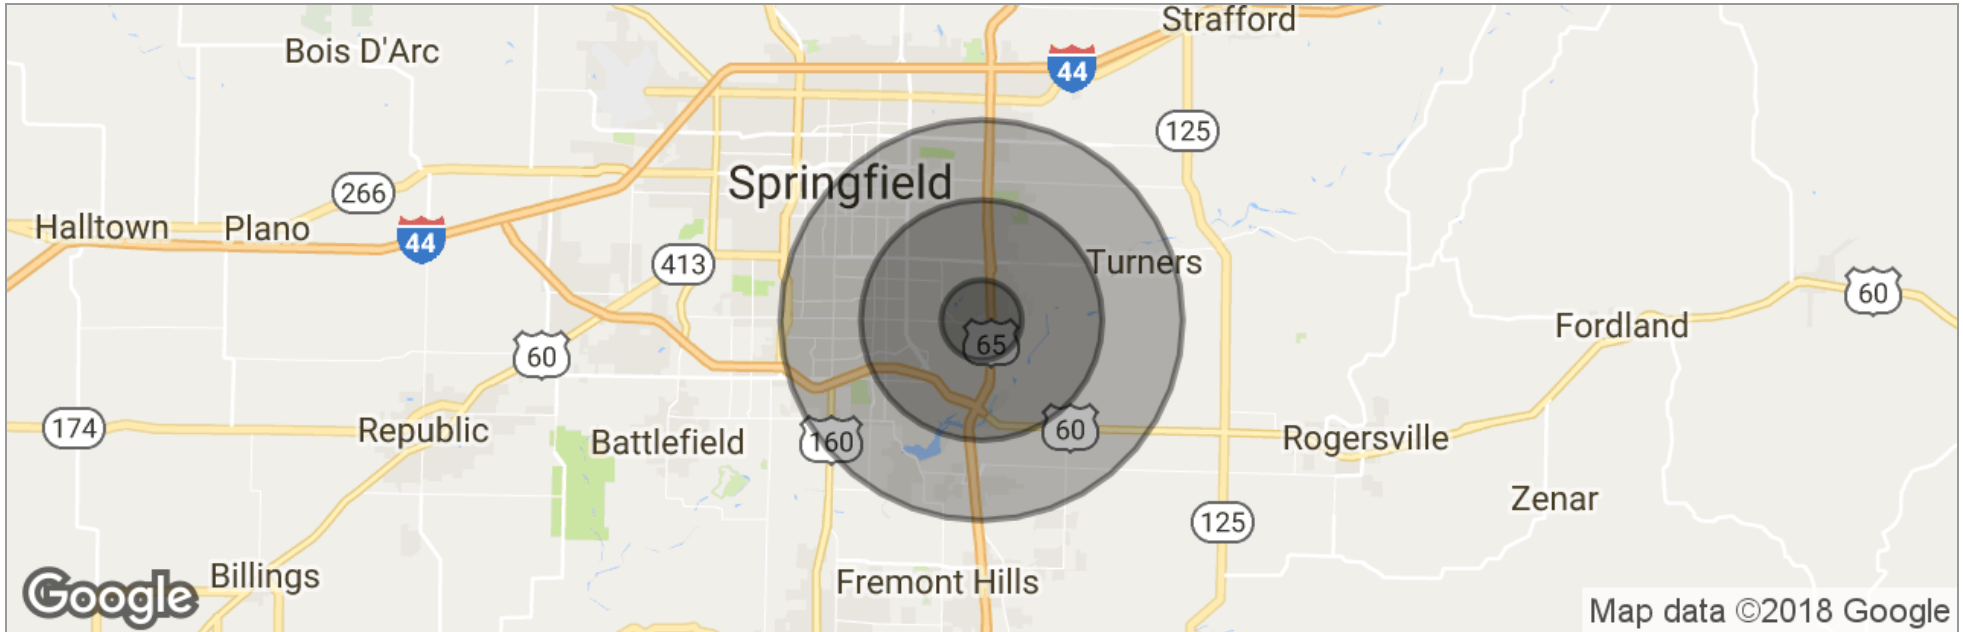 Strafford
Bois D'Arc
44
125
Springfield
266
Halltown
Plano
44
413
Turners
60
65
Fordland
60
174
Republic
Battlefield
160
60
Rogersville
Zenar
125
Billings
Fremont Hills
Google
Map data ©2018 Google